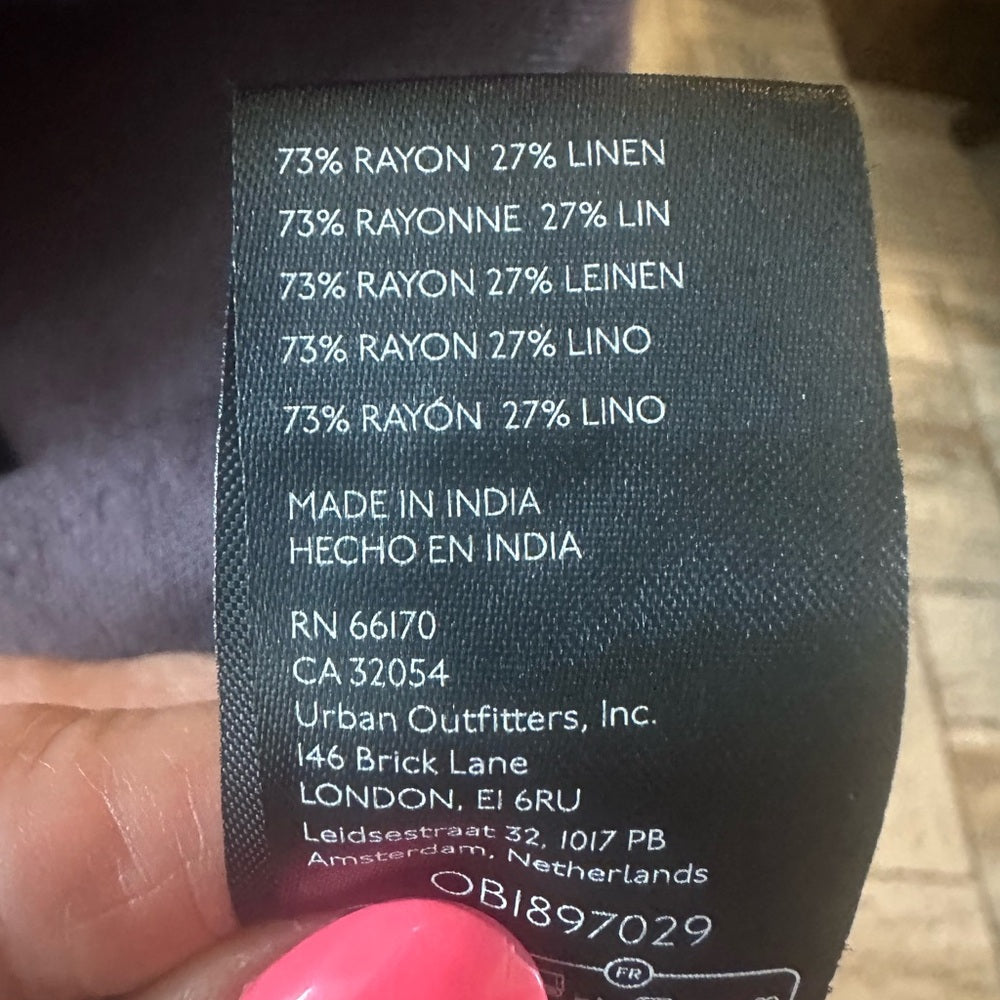 73% RAYON 27% LINEN
73% RAYONNE 27% LIN
73% RAYON 27% LEINEN
73% RAYON 27% LINO
73% RAYÓN 27% LINO
MADE IN INDIA
HECHO EN INDIA
RN 66170
CA 32054
Urban Outfitters, Inc.
146 Brick Lane
LONDON, E1 6RU
Leidsestraat 32, 1017 PB
Amsterdam, Netherlands
OB1897029
FR